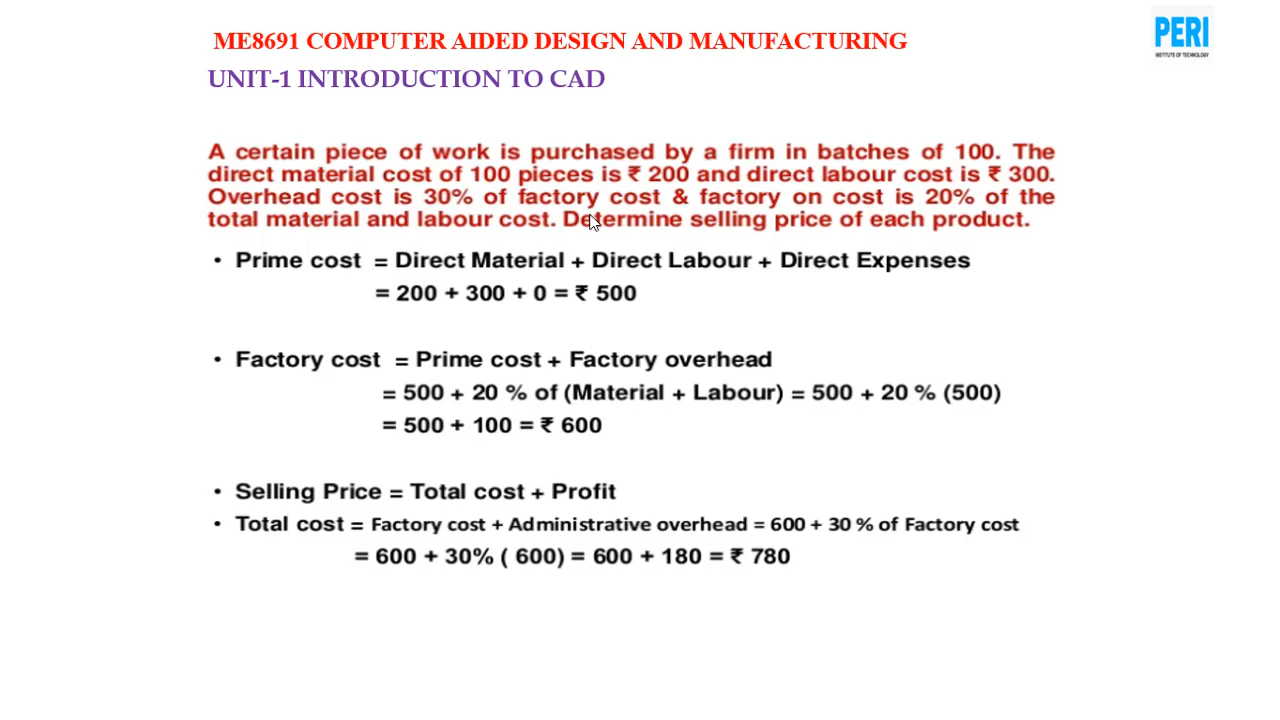 ME8691 COMPUTER AIDED DESIGN AND MANUFACTURING
PERI
INSTITUTE OF TECHNOLOGY
UNIT-1 INTRODUCTION TO CAD
A certain piece of work is purchased by a firm in batches of 100. The
direct material cost of 100 pieces is ₹ 200 and direct labour cost is ₹ 300.
Overhead cost is 30% of factory cost & factory on cost is 20% of the
total material and labour cost. Determine selling price of each product.
• Prime cost = Direct Material + Direct Labour + Direct Expenses
= 200 + 300 + 0 = ₹ 500
• Factory cost = Prime cost + Factory overhead
= 500 + 20 % of (Material + Labour) = 500 + 20 % (500)
= 500 + 100 = ₹ 600
• Selling Price = Total cost + Profit
• Total cost = Factory cost + Administrative overhead = 600 + 30 % of Factory cost
= 600 + 30% ( 600) = 600 + 180 = ₹ 780